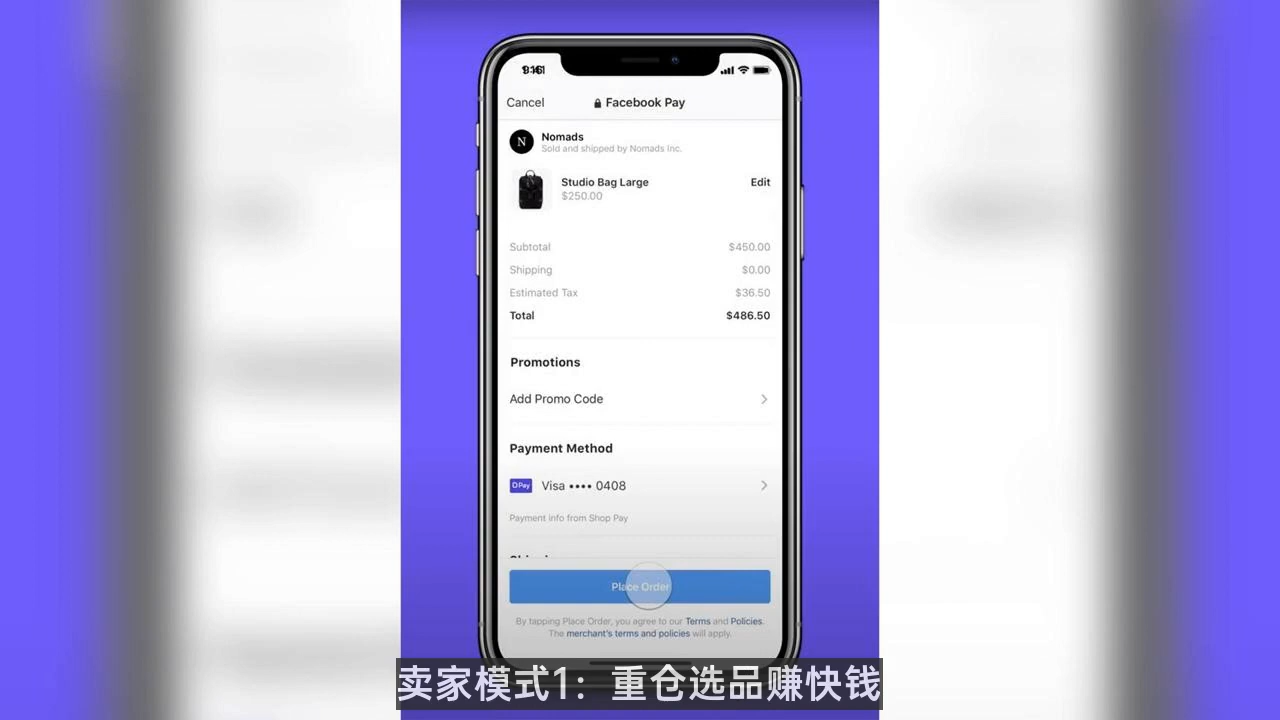 Cancel
Facebook Pay
Nomads
Sold and shipped by Nomads Inc.
Studio Bag Large
Edit
$250.00
Subtotal $450.00
Shipping $0.00
Estimated Tax $36.50
Total $486.50
Promotions
Add Promo Code
Payment Method
Visa •••• 0408
Payment info from Shop Pay
Place Order
By tapping Place Order, you agree to our Terms and Policies.
The merchant's terms and policies will apply.
卖家模式1：重仓选品赚快钱